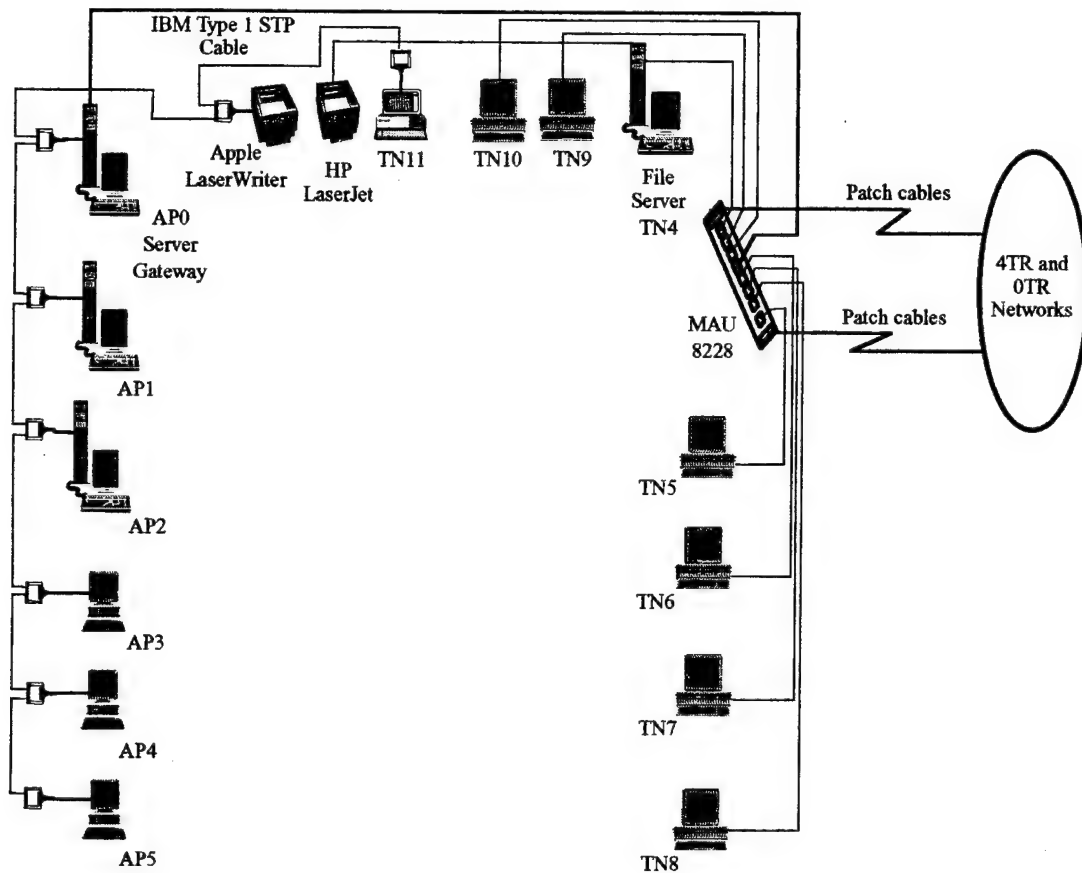 IBM Type 1 STP
Cable
Apple
LaserWriter
HP
LaserJet
TN11
TN10
TN9
File
Server
TN4
AP0
Server
Gateway
Patch cables
4TR and
0TR
Networks
MAU
8228
Patch cables
AP1
AP2
TN5
AP3
TN6
AP4
TN7
AP5
TN8